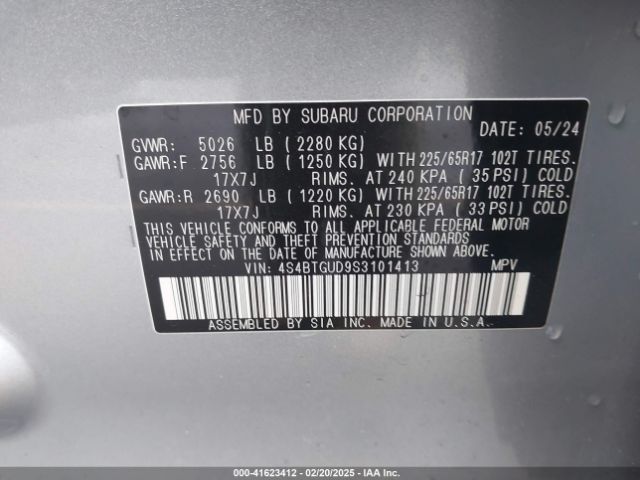 MFD BY SUBARU CORPORATION
DATE: 05/24
GVWR: 5026 LB ( 2280 KG)
GAWR:F 2756 LB ( 1250 KG) WITH 225/65R17 102T TIRES.
17X7J RIMS. AT 240 KPA ( 35 PSI) COLD
GAWR:R 2690 LB ( 1220 KG) WITH 225/65R17 102T TIRES.
17X7J RIMS. AT 230 KPA ( 33 PSI) COLD
THIS VEHICLE CONFORMS TO ALL APPLICABLE FEDERAL MOTOR
VEHICLE SAFETY AND THEFT PREVENTION STANDARDS
IN EFFECT ON THE DATE OF MANUFACTURE SHOWN ABOVE.
VIN: 4S4BTGUD9S3101413 MPV
ASSEMBLED BY SIA INC. MADE IN U.S.A.
000-41623412 - 02/20/2025 - IAAI.com